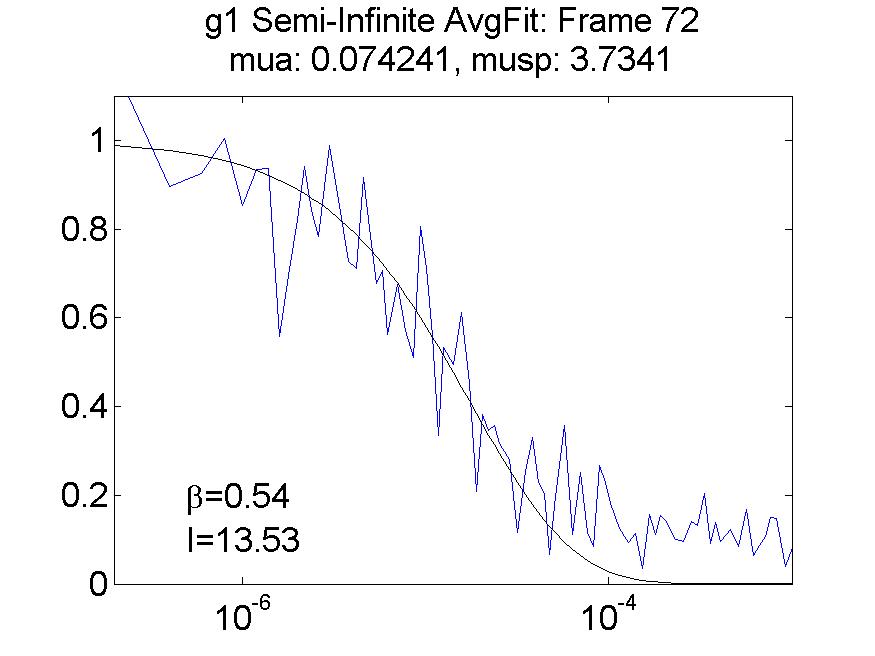 g1 Semi-Infinite AvgFit: Frame 72
mua: 0.074241, musp: 3.7341
1
0.8
0.6
0.4
0.2
0
β=0.54
I=13.53
10^-6
10^-4